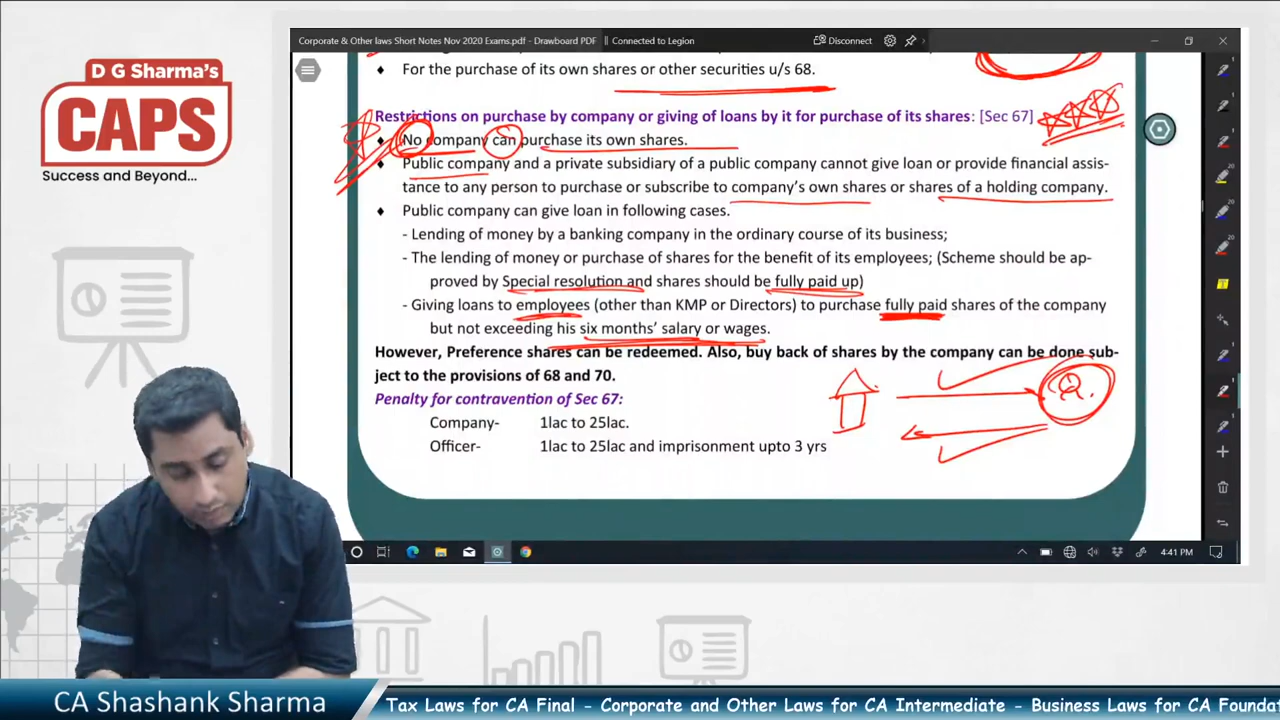 D G Sharma's
CAPS
Success and Beyond...
Corporate & Other laws Short Notes Nov 2020 Exams.pdf - Drawboard PDF || Connected to Legion
Disconnect
♦ For the purchase of its own shares or other securities u/s 68.
Restrictions on purchase by company or giving of loans by it for purchase of its shares: [Sec 67]
♦ No company can purchase its own shares.
♦ Public company and a private subsidiary of a public company cannot give loan or provide financial assis-
tance to any person to purchase or subscribe to company's own shares or shares of a holding company.
♦ Public company can give loan in following cases.
- Lending of money by a banking company in the ordinary course of its business;
- The lending of money or purchase of shares for the benefit of its employees; (Scheme should be ap-
proved by Special resolution and shares should be fully paid up)
- Giving loans to employees (other than KMP or Directors) to purchase fully paid shares of the company
but not exceeding his six months' salary or wages.
However, Preference shares can be redeemed. Also, buy back of shares by the company can be done sub-
ject to the provisions of 68 and 70.
Penalty for contravention of Sec 67:
Company- 1lac to 25lac.
Officer- 1lac to 25lac and imprisonment upto 3 yrs
4:41 PM
CA Shashank Sharma
Tax Laws for CA Final - Corporate and Other Laws for CA Intermediate - Business Laws for CA Founda